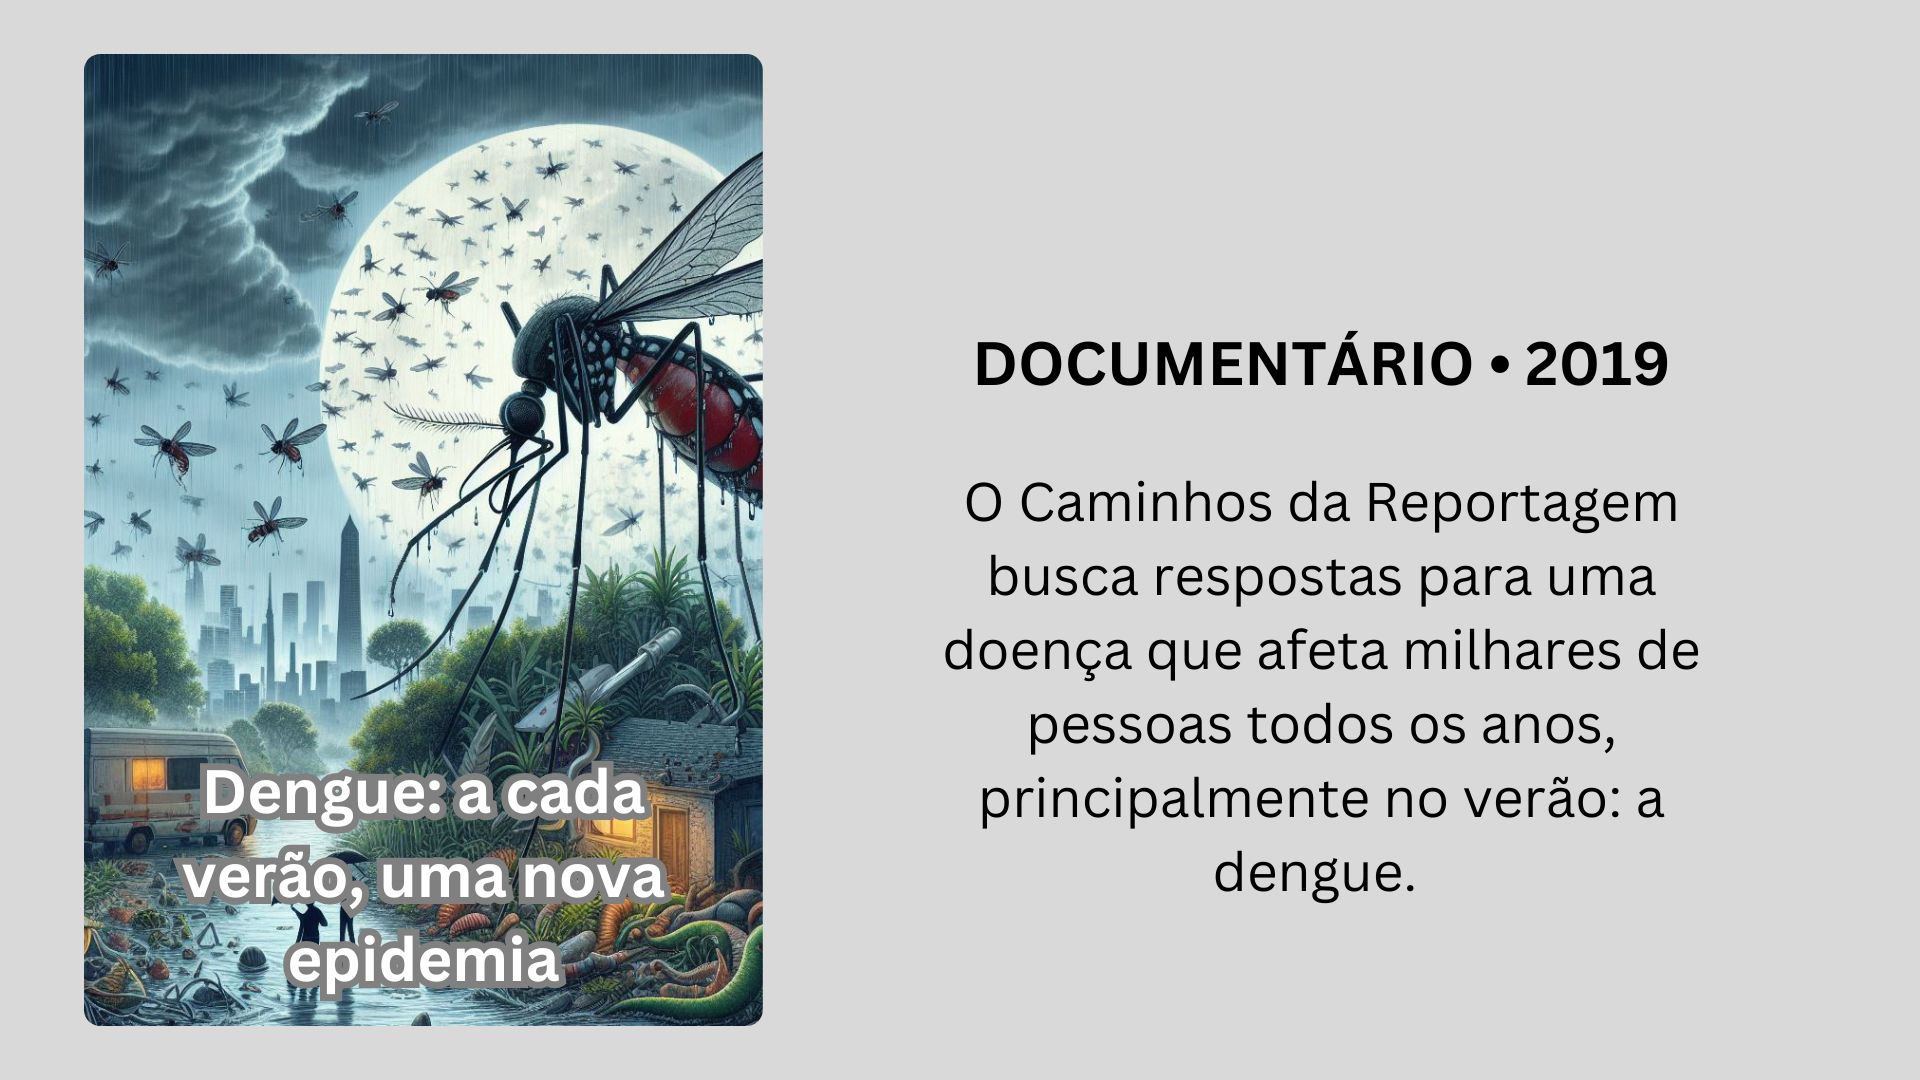 Dengue: a cada
verão, uma nova
epidemia
DOCUMENTÁRIO • 2019
O Caminhos da Reportagem
busca respostas para uma
doença que afeta milhares de
pessoas todos os anos,
principalmente no verão: a
dengue.